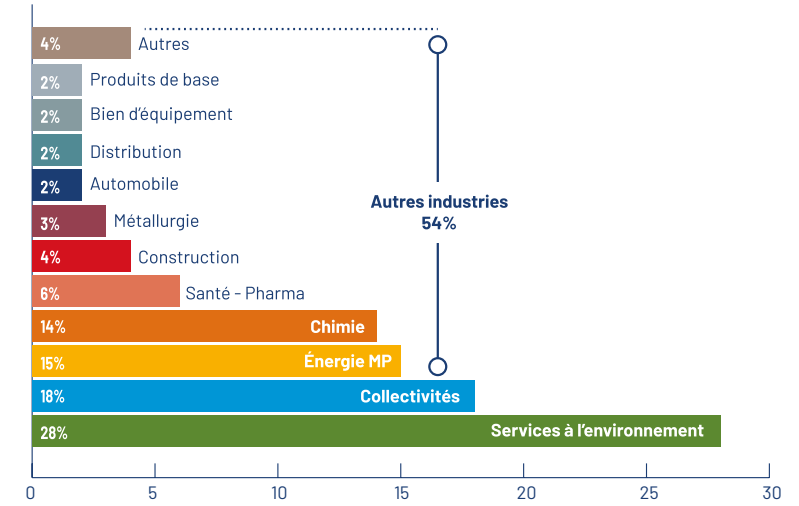 4% Autres
2% Produits de base
2% Bien d'équipement
2% Distribution
2% Automobile
Autres industries
54%
3% Métallurgie
4% Construction
6% Santé - Pharma
14% Chimie
15% Énergie MP
18% Collectivités
28% Services à l'environnement
0 5 10 15 20 25 30